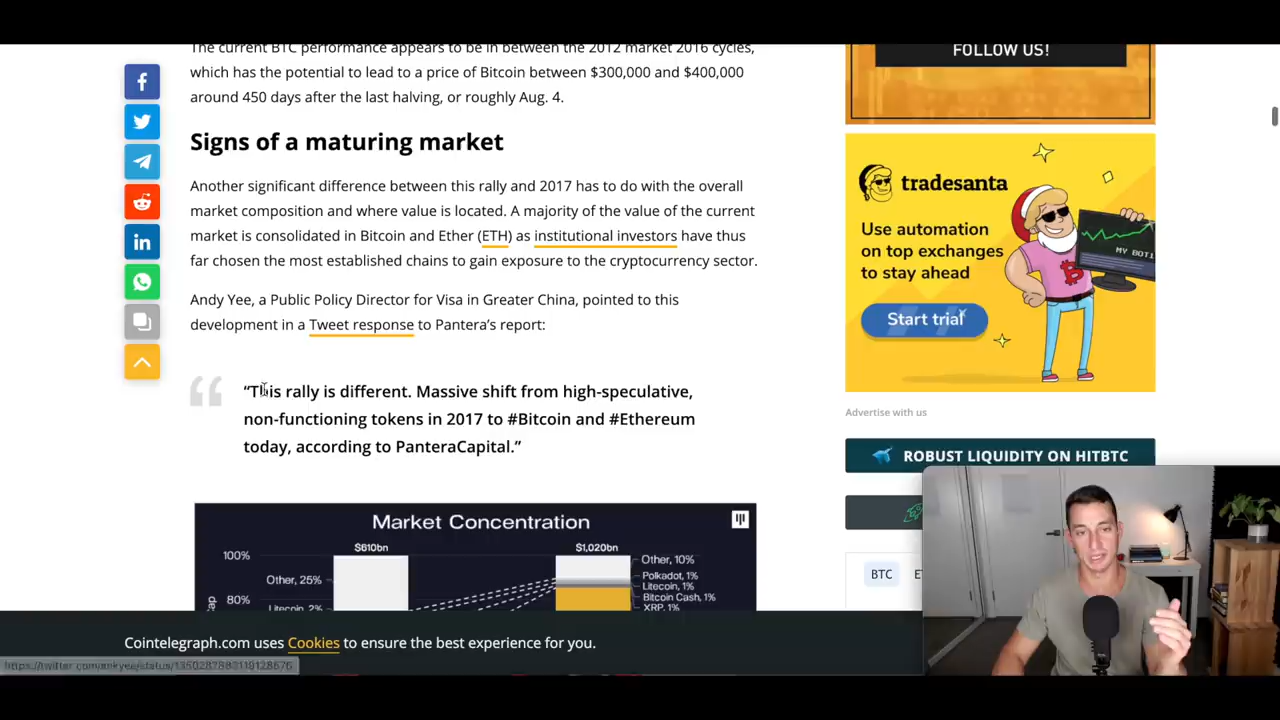 The current BTC performance appears to be in between the 2012 market 2016 cycles,
which has the potential to lead to a price of Bitcoin between $300,000 and $400,000
around 450 days after the last halving, or roughly Aug. 4.
Signs of a maturing market
Another significant difference between this rally and 2017 has to do with the overall
market composition and where value is located. A majority of the value of the current
market is consolidated in Bitcoin and Ether (ETH) as institutional investors have thus
far chosen the most established chains to gain exposure to the cryptocurrency sector.
Andy Yee, a Public Policy Director for Visa in Greater China, pointed to this
development in a Tweet response to Pantera’s report:
“This rally is different. Massive shift from high-speculative,
non-functioning tokens in 2017 to #Bitcoin and #Ethereum
today, according to PanteraCapital.”
Market Concentration
$610bn
$1,020bn
100%
Other, 25%
80%
Litecoin, 2%
Other, 10%
Polkadot, 1%
Litecoin, 1%
Bitcoin Cash, 1%
XRP, 1%
FOLLOW US!
tradesanta
Use automation
on top exchanges
to stay ahead
Start trial
MY BOT1
Advertise with us
ROBUST LIQUIDITY ON HITBTC
BTC
Cointelegraph.com uses Cookies to ensure the best experience for you.